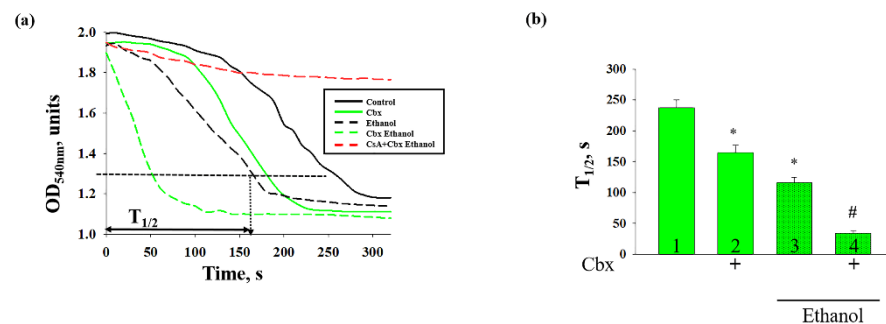 (a)
OD540nm, units
2.0
1.8
1.6
1.4
1.2
1.0
Control
Cbx
Ethanol
Cbx Ethanol
CsA+Cbx Ethanol
T1/2
0 50 100 150 200 250 300
Time, s
(b)
T1/2, s
300
250
200
150
100
50
0
*
*
#
1 2 3 4
Cbx + +
Ethanol